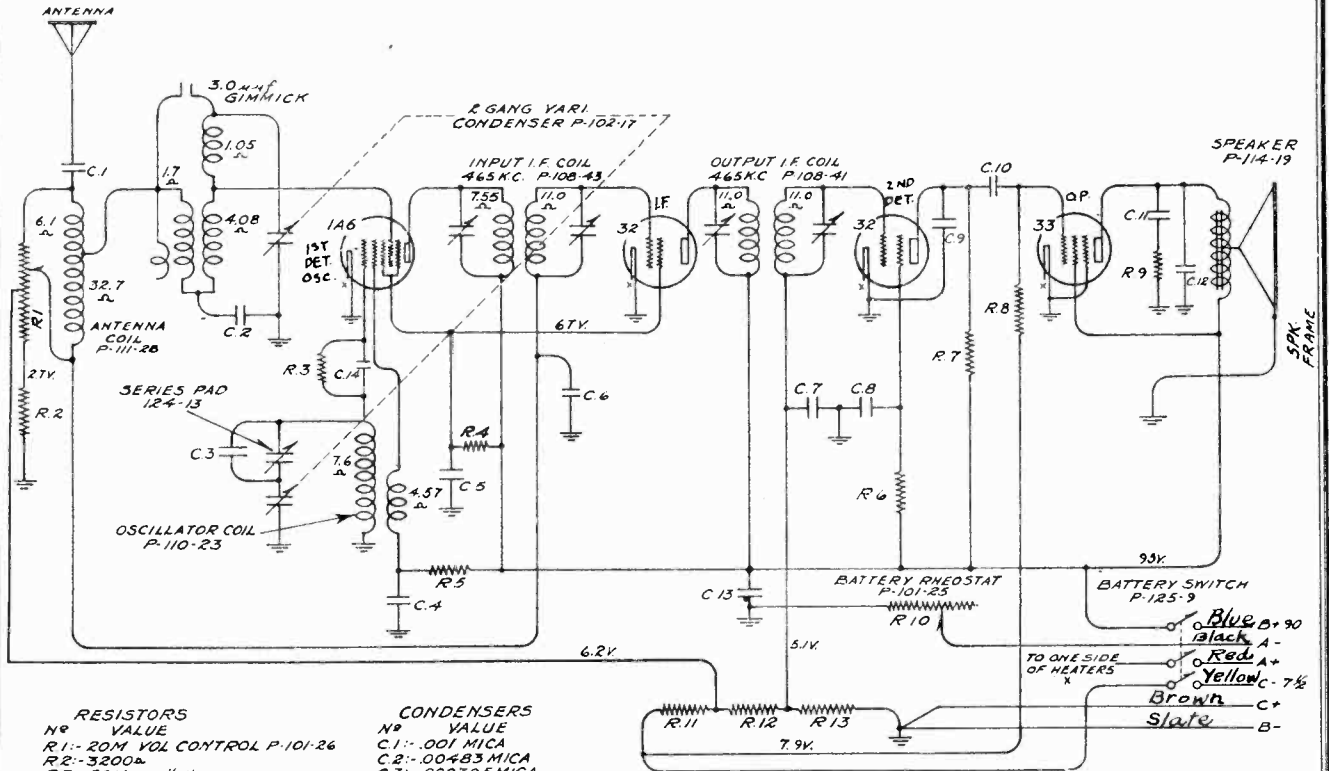 ANTENNA
3.0 μμf
GIMMICK
2 GANG VARI.
CONDENSER P-102-17
C.1
6.1
Ω
R1
2.7V.
R.2
32.7
Ω
ANTENNA
COIL
P-111-28
1.7
Ω
1.05
Ω
4.08
Ω
C.2
1A6
1ST
DET.
OSC.
INPUT I.F. COIL
465 K.C. P-108-43
7.55
Ω
11.0
Ω
I.F.
32
X
67V.
OUTPUT I.F. COIL
465 KC P-108-41
11.0
Ω
11.0
Ω
2ND
DET.
32
X
C.9
C.10
O.P.
33
X
C.11
R.9
C.12
SPEAKER
P-114-19
SPK.
FRAME
R.3
C.14
SERIES PAD
124-13
C.3
7.6
Ω
4.57
Ω
OSCILLATOR COIL
P-110-23
R.4
C.5
C.6
C.7
C.8
R.6
R.7
R.8
R.5
C.4
C.13
BATTERY RHEOSTAT
P-101-25
R10
93V.
BATTERY SWITCH
P-125-9
Blue B+90
Black A-
Red A+
Yellow C-7½
Brown C+
Slate B-
TO ONE SIDE
OF HEATERS
X
6.2V.
5.1V.
R.11
R.12
R.13
7.9V.
RESISTORS
Nº VALUE
R1:-20M VOL CONTROL P-101-26
R2:-3200Ω
CONDENSERS
Nº VALUE
C.1:-.001 MICA
C.2:-.00483 MICA